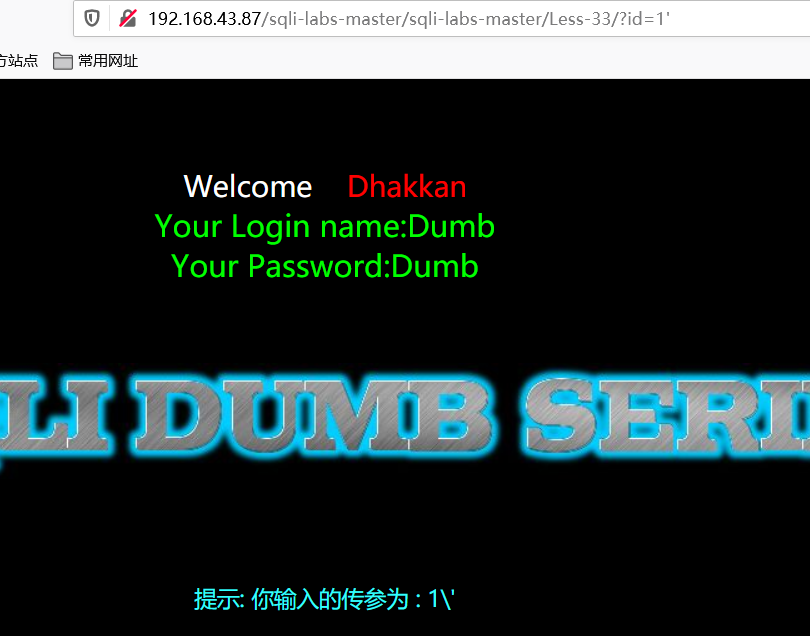 192.168.43.87/sqli-labs-master/sqli-labs-master/Less-33/?id=1'
方站点 常用网址
Welcome Dhakkan
Your Login name:Dumb
Your Password:Dumb
LI DUMB SERI
提示: 你输入的传参为 : 1\'